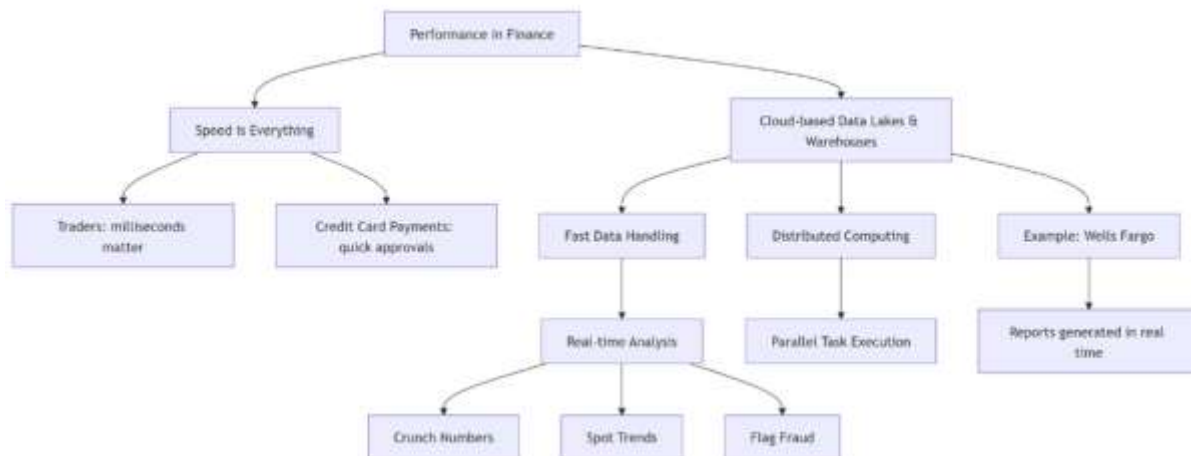 Performance in Finance
Speed Is Everything
Cloud-based Data Lakes &
Warehouses
Traders: milliseconds
matter
Credit Card Payments:
quick approvals
Fast Data Handling
Distributed Computing
Example: Wells Fargo
Real-time Analysis
Parallel Task Execution
Reports generated in real
time
Crunch Numbers
Spot Trends
Flag Fraud